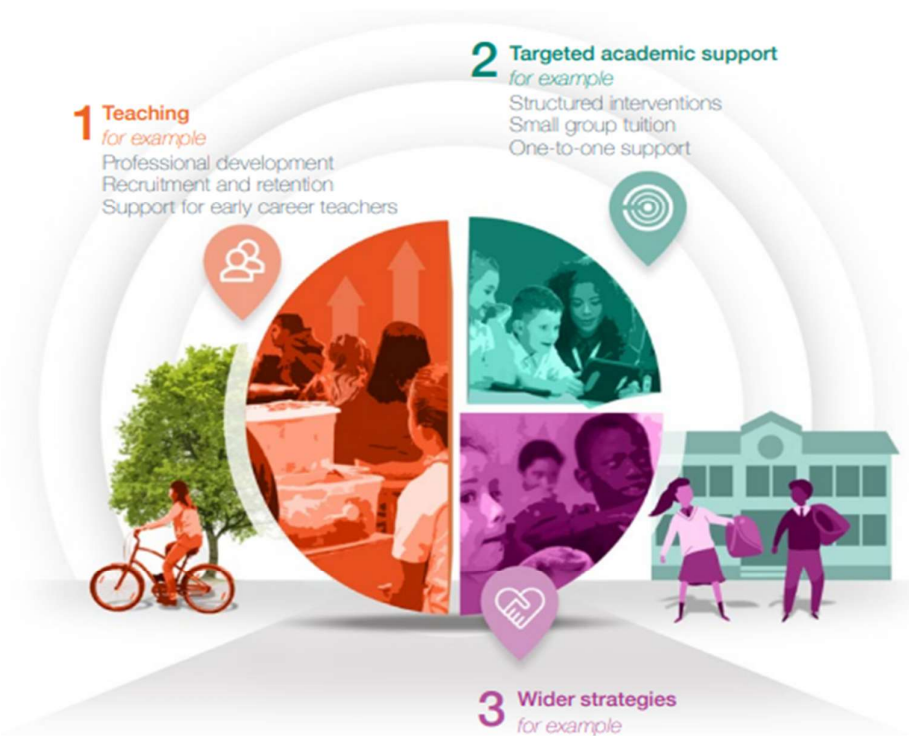 1 Teaching
for example
Professional development
Recruitment and retention
Support for early career teachers
2 Targeted academic support
for example
Structured interventions
Small group tuition
One-to-one support
3 Wider strategies
for example